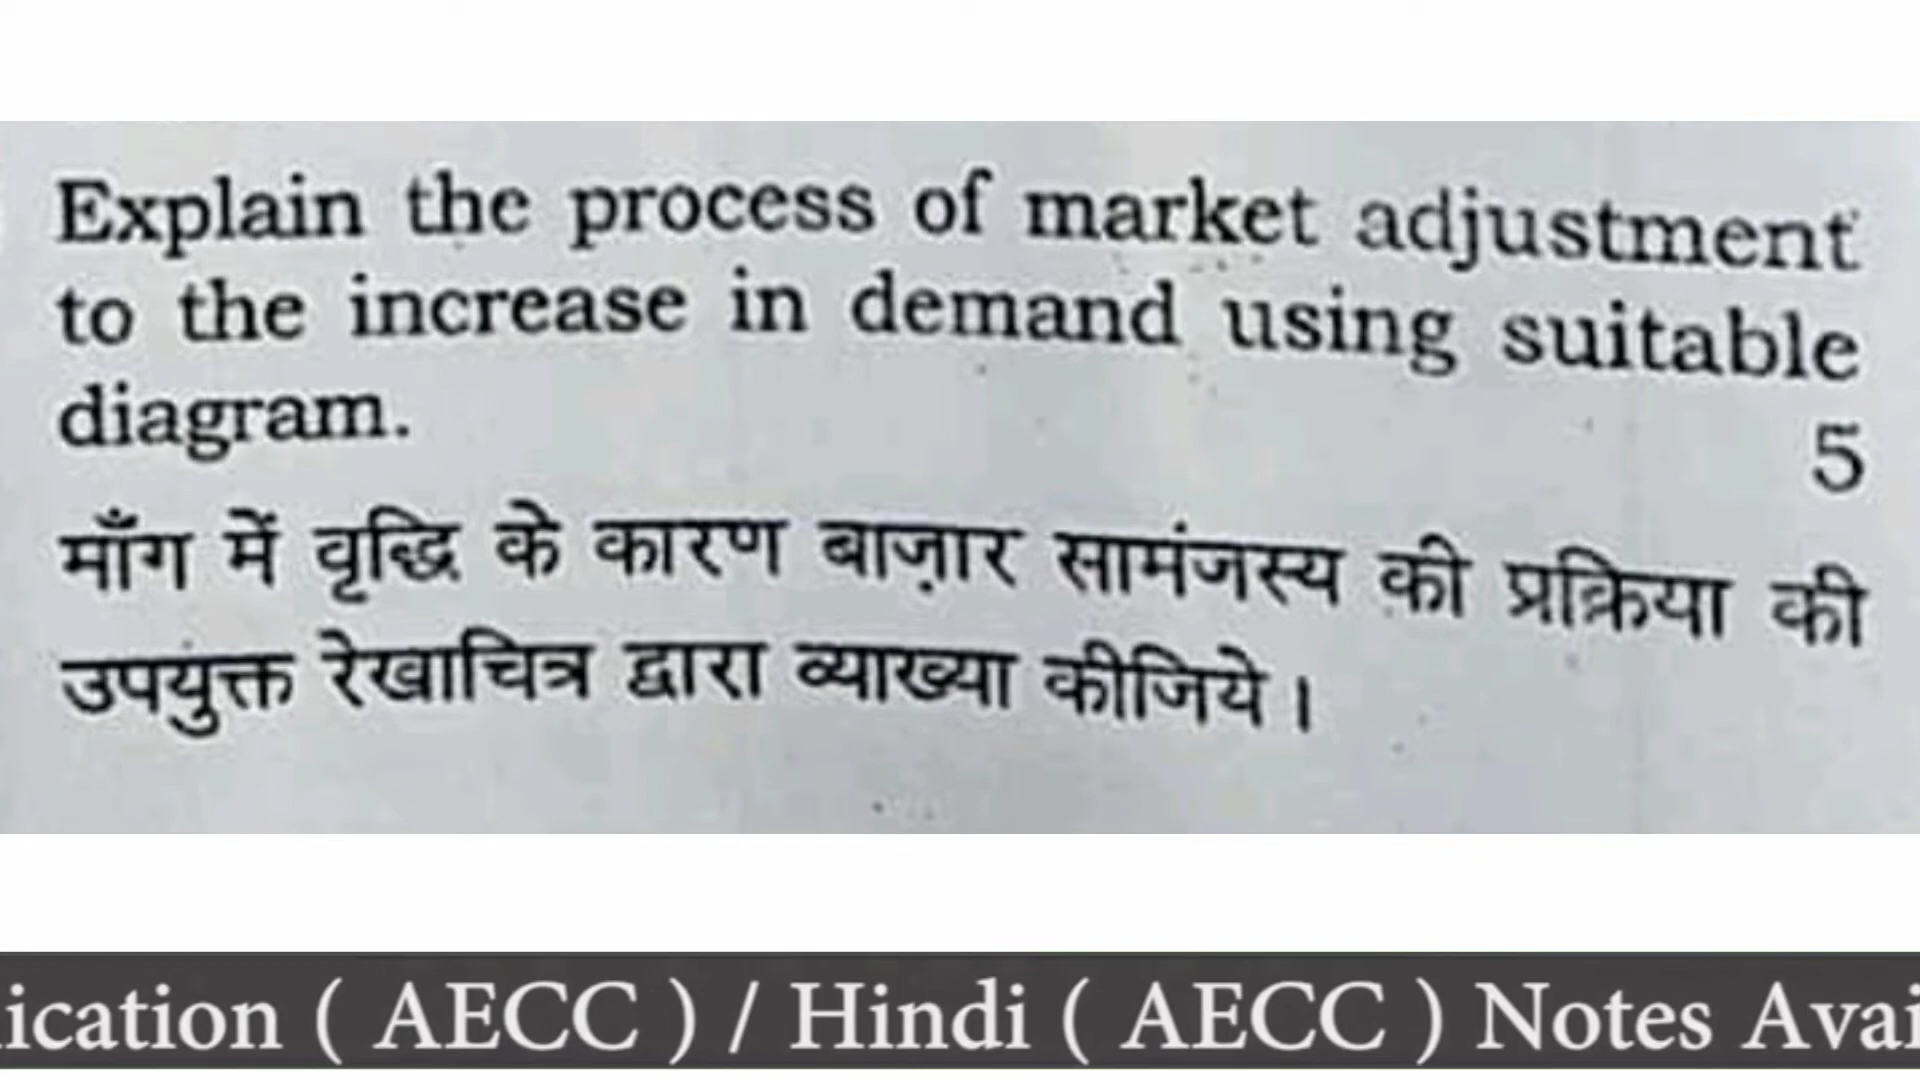 Explain the process of market adjustment
to the increase in demand using suitable
diagram.
5
माँग में वृद्धि के कारण बाज़ार सामंजस्य की प्रक्रिया की
उपयुक्त रेखाचित्र द्वारा व्याख्या कीजिये।
ication ( AECC ) / Hindi ( AECC ) Notes Avai